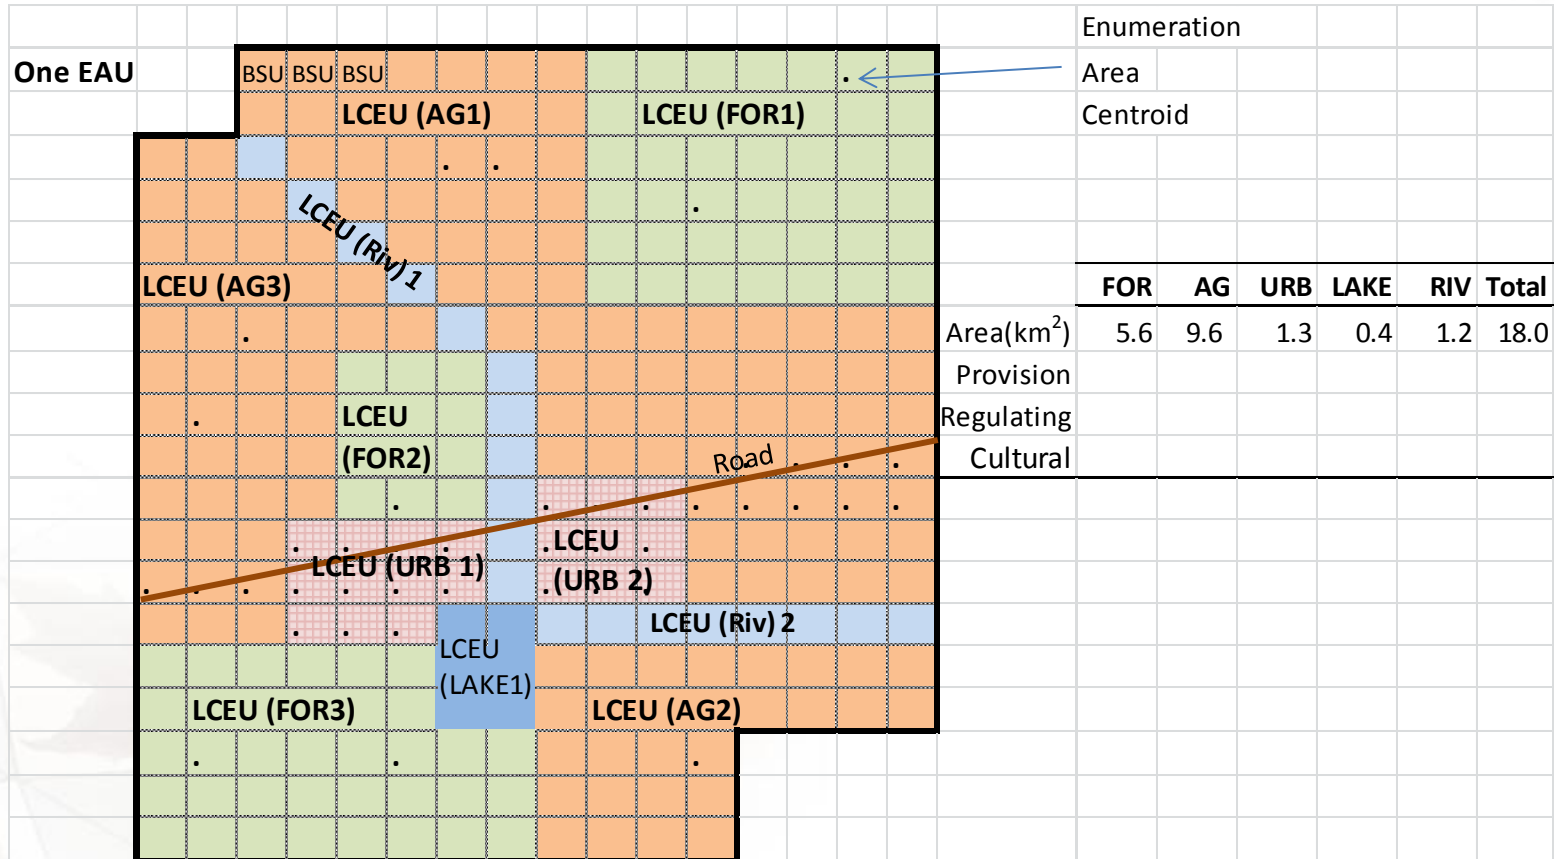 Enumeration
One EAU BSU BSU BSU Area
LCEU (AG1) LCEU (FOR1) Centroid
LCEU (Riv) 1
LCEU (AG3) FOR AG URB LAKE RIV Total
Area(km²) 5.6 9.6 1.3 0.4 1.2 18.0
Provision
LCEU Regulating
(FOR2) Road Cultural
LCEU
LCEU (URB 1) (URB 2)
LCEU (Riv) 2
LCEU
(LAKE1)
LCEU (FOR3) LCEU (AG2)